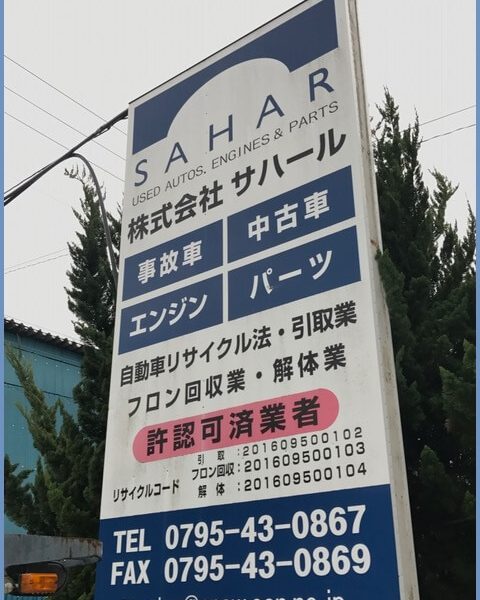 SAHAR
USED AUTOS, ENGINES & PARTS
株式会社 サハール
事故車 中古車
エンジン パーツ
自動車リサイクル法・引取業
フロン回収業・解体業
許認可済業者
引取:201609500102
フロン回収:201609500103
リサイクルコード 解体:201609500104
TEL 0795-43-0867
FAX 0795-43-0869